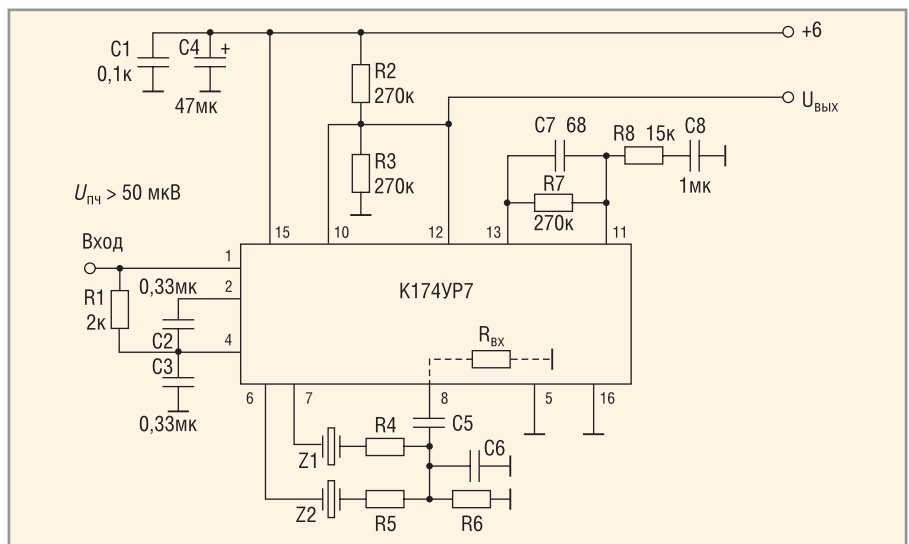 +6
C1
0,1к
C4 +
47мк
R2
270к
Uвых
C7 68
R8 15к C8
1мк
R3
270к
R7
270к
Uпч > 50 мкВ
15 10 12 13 11
Вход
1
0,33мк
2
R1
2к
C2
4
C3
0,33мк
К174УР7
Rвх
6 7 8 5 16
C5
R4
Z1
C6
Z2
R5
R6